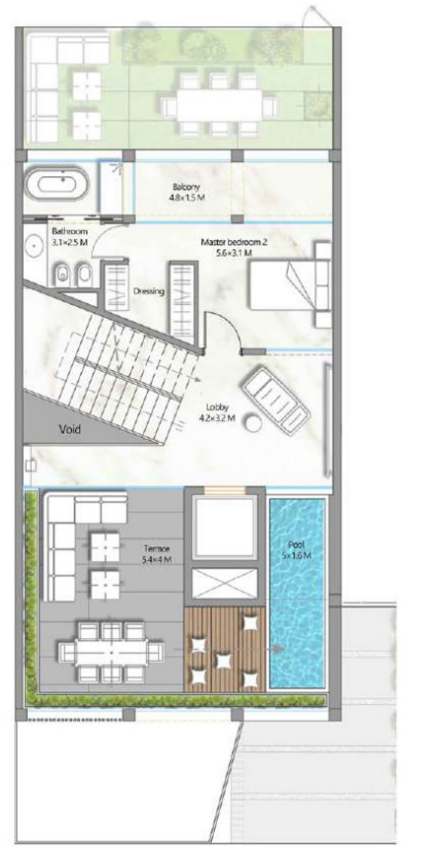 Balcony
4.8×1.5 M
Bathroom
3.1×2.5 M
Master bedroom 2
5.6×3.1 M
Dressing
Lobby
4.2×3.2 M
Void
Terrace
5.4×4 M
Pool
5×1.6 M